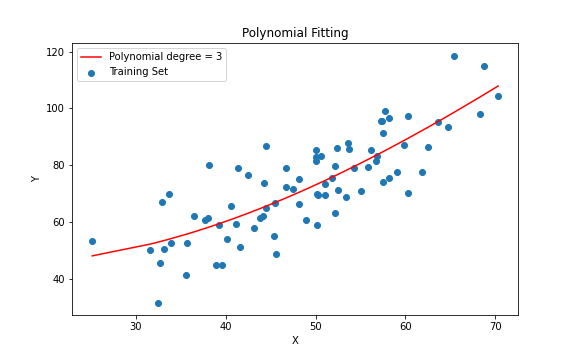 Polynomial Fitting
Polynomial degree = 3
Training Set
120
100
80
60
40
Y
30
40
50
60
70
X